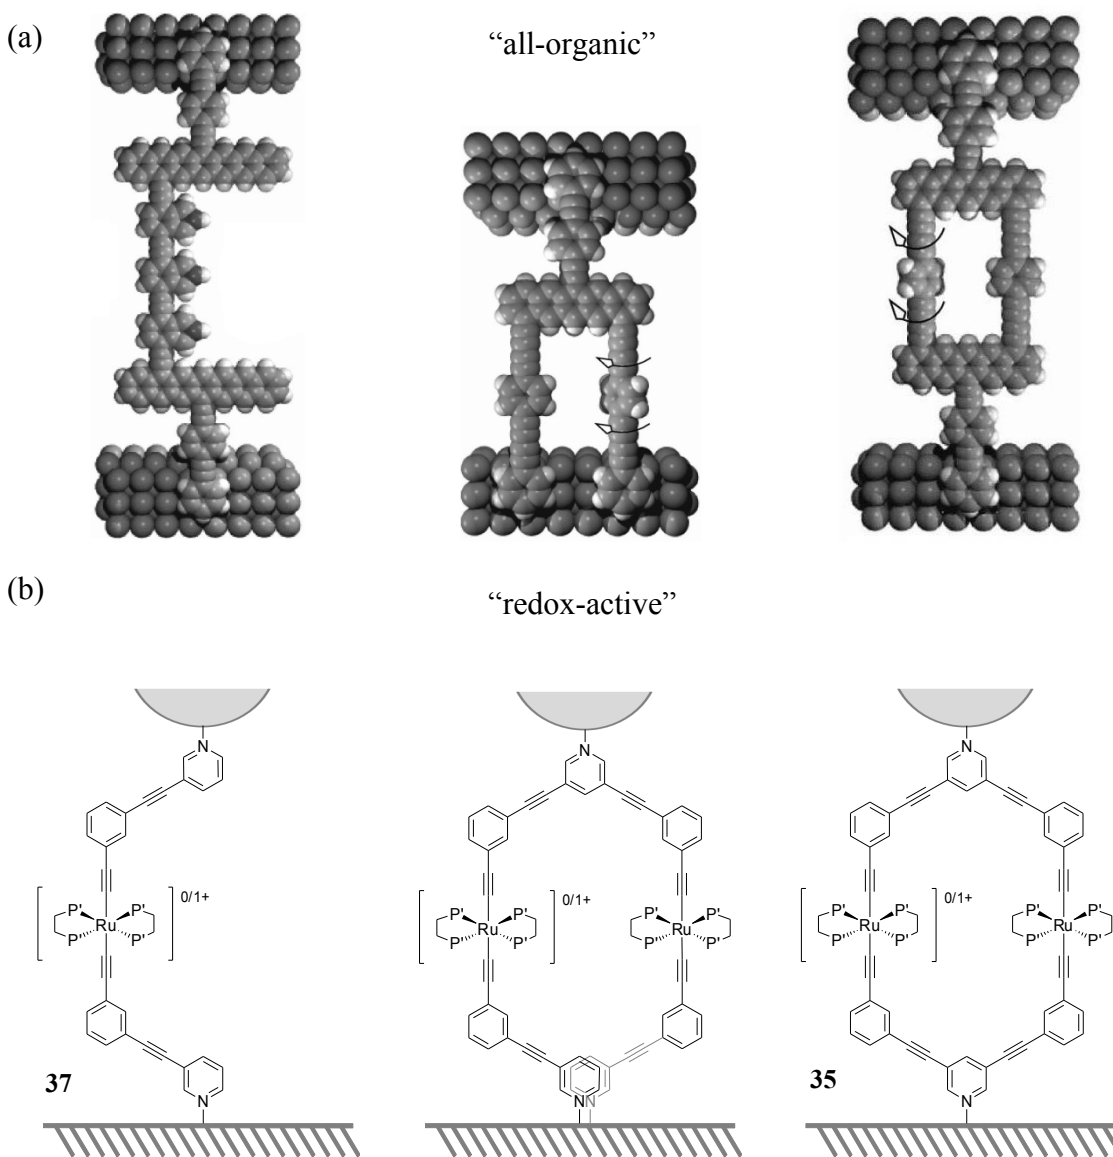 (a)
“all-organic”
(b)
“redox-active”
N
N
N
0/1+
0/1+
0/1+
P' P'
Ru
P P'
P' P'
Ru
P P'
P' P'
Ru
P P'
P' P'
Ru
P P'
P' P'
Ru
P P'
37
35
N
N N
N